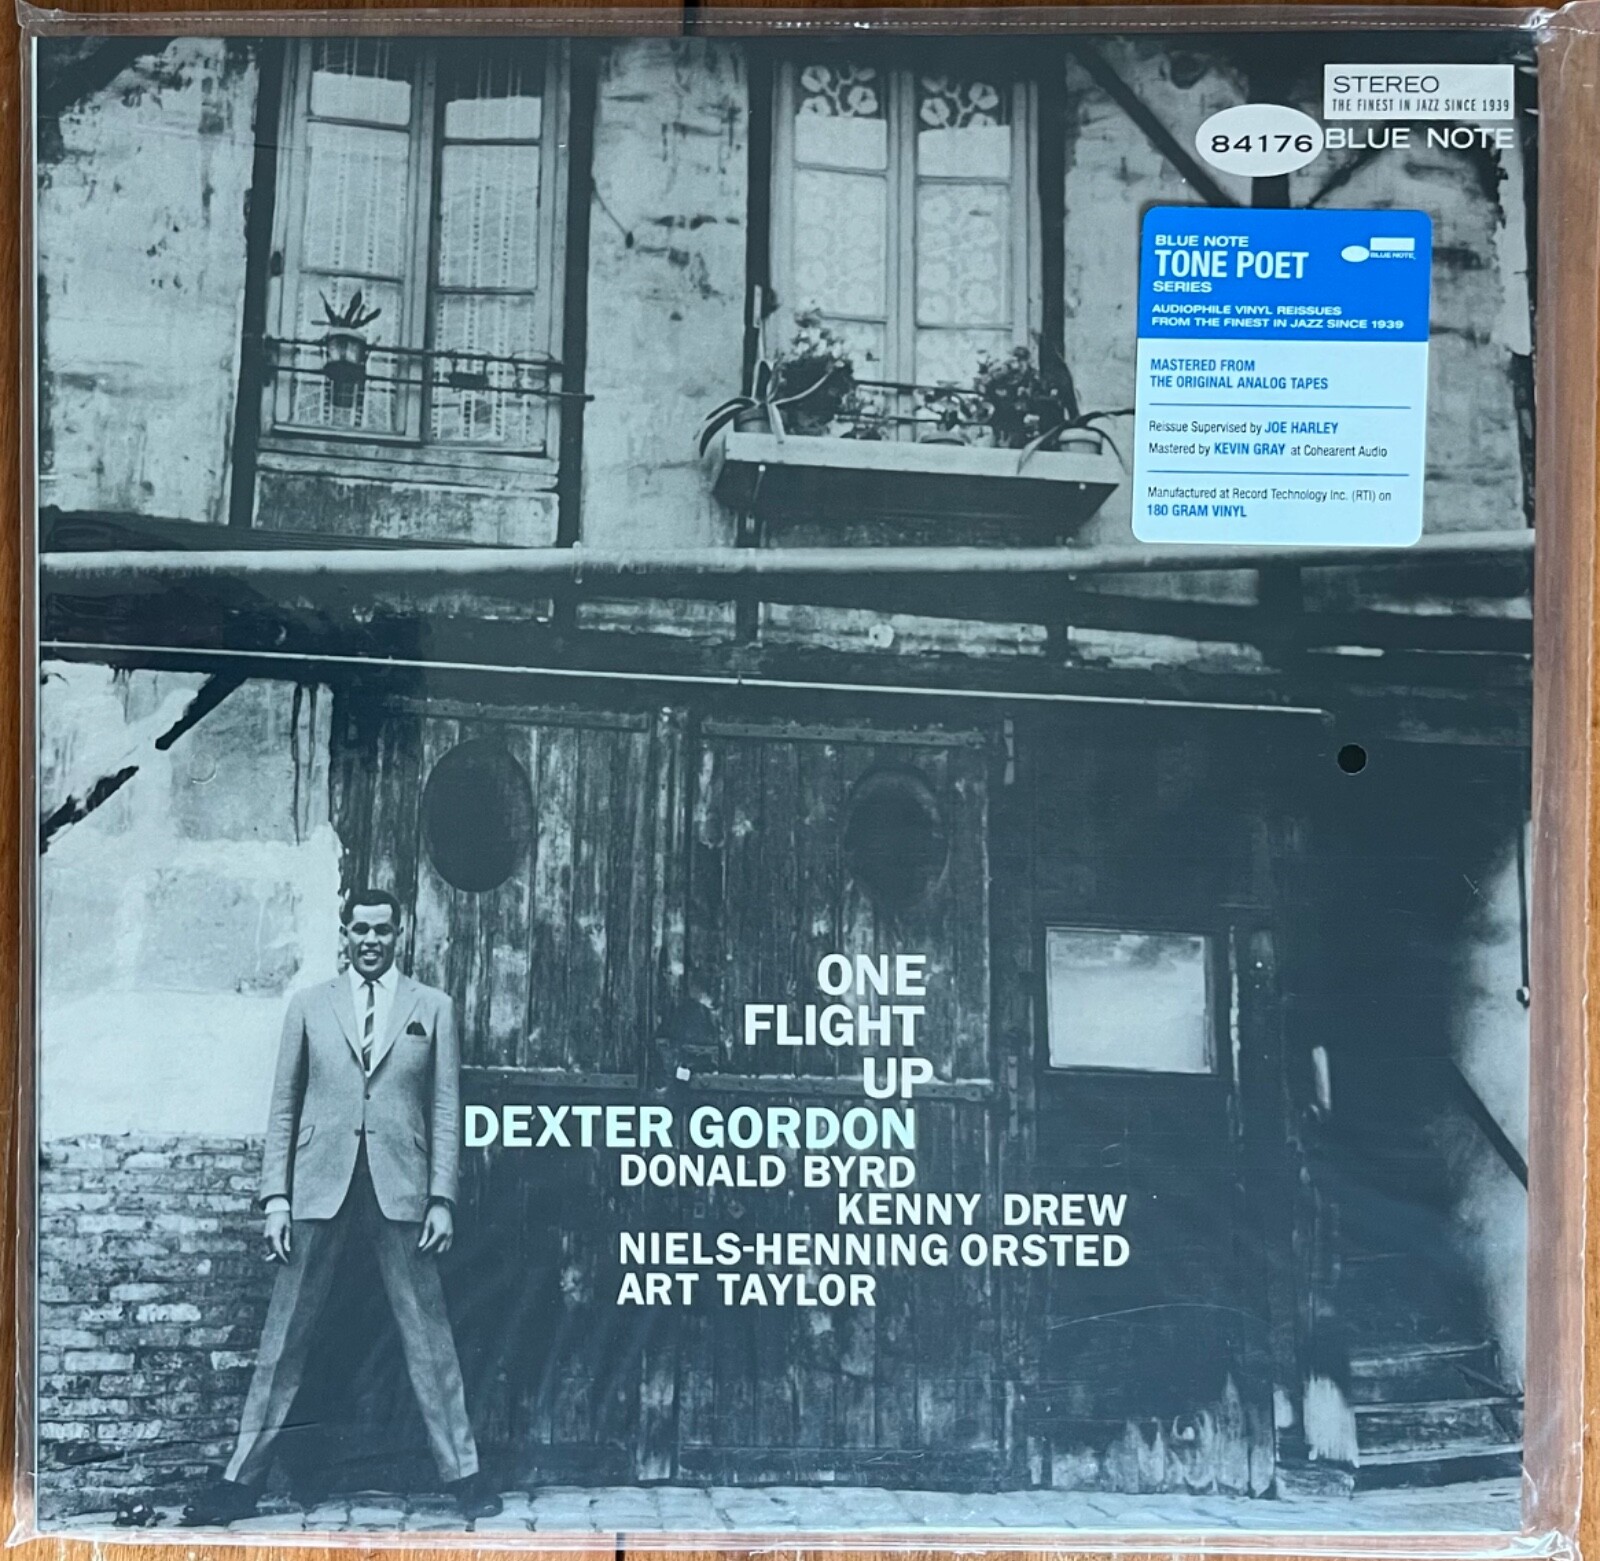 STEREO
THE FINEST IN JAZZ SINCE 1939
84176 BLUE NOTE
BLUE NOTE
TONE POET
SERIES
BLUE NOTE
AUDIOPHILE VINYL REISSUES
FROM THE FINEST IN JAZZ SINCE 1939
MASTERED FROM
THE ORIGINAL ANALOG TAPES
Reissue Supervised by JOE HARLEY
Mastered by KEVIN GRAY at Cohearent Audio
Manufactured at Record Technology Inc. (RTI) on
180 GRAM VINYL
ONE
FLIGHT
UP
DEXTER GORDON
DONALD BYRD
KENNY DREW
NIELS-HENNING ORSTED
ART TAYLOR